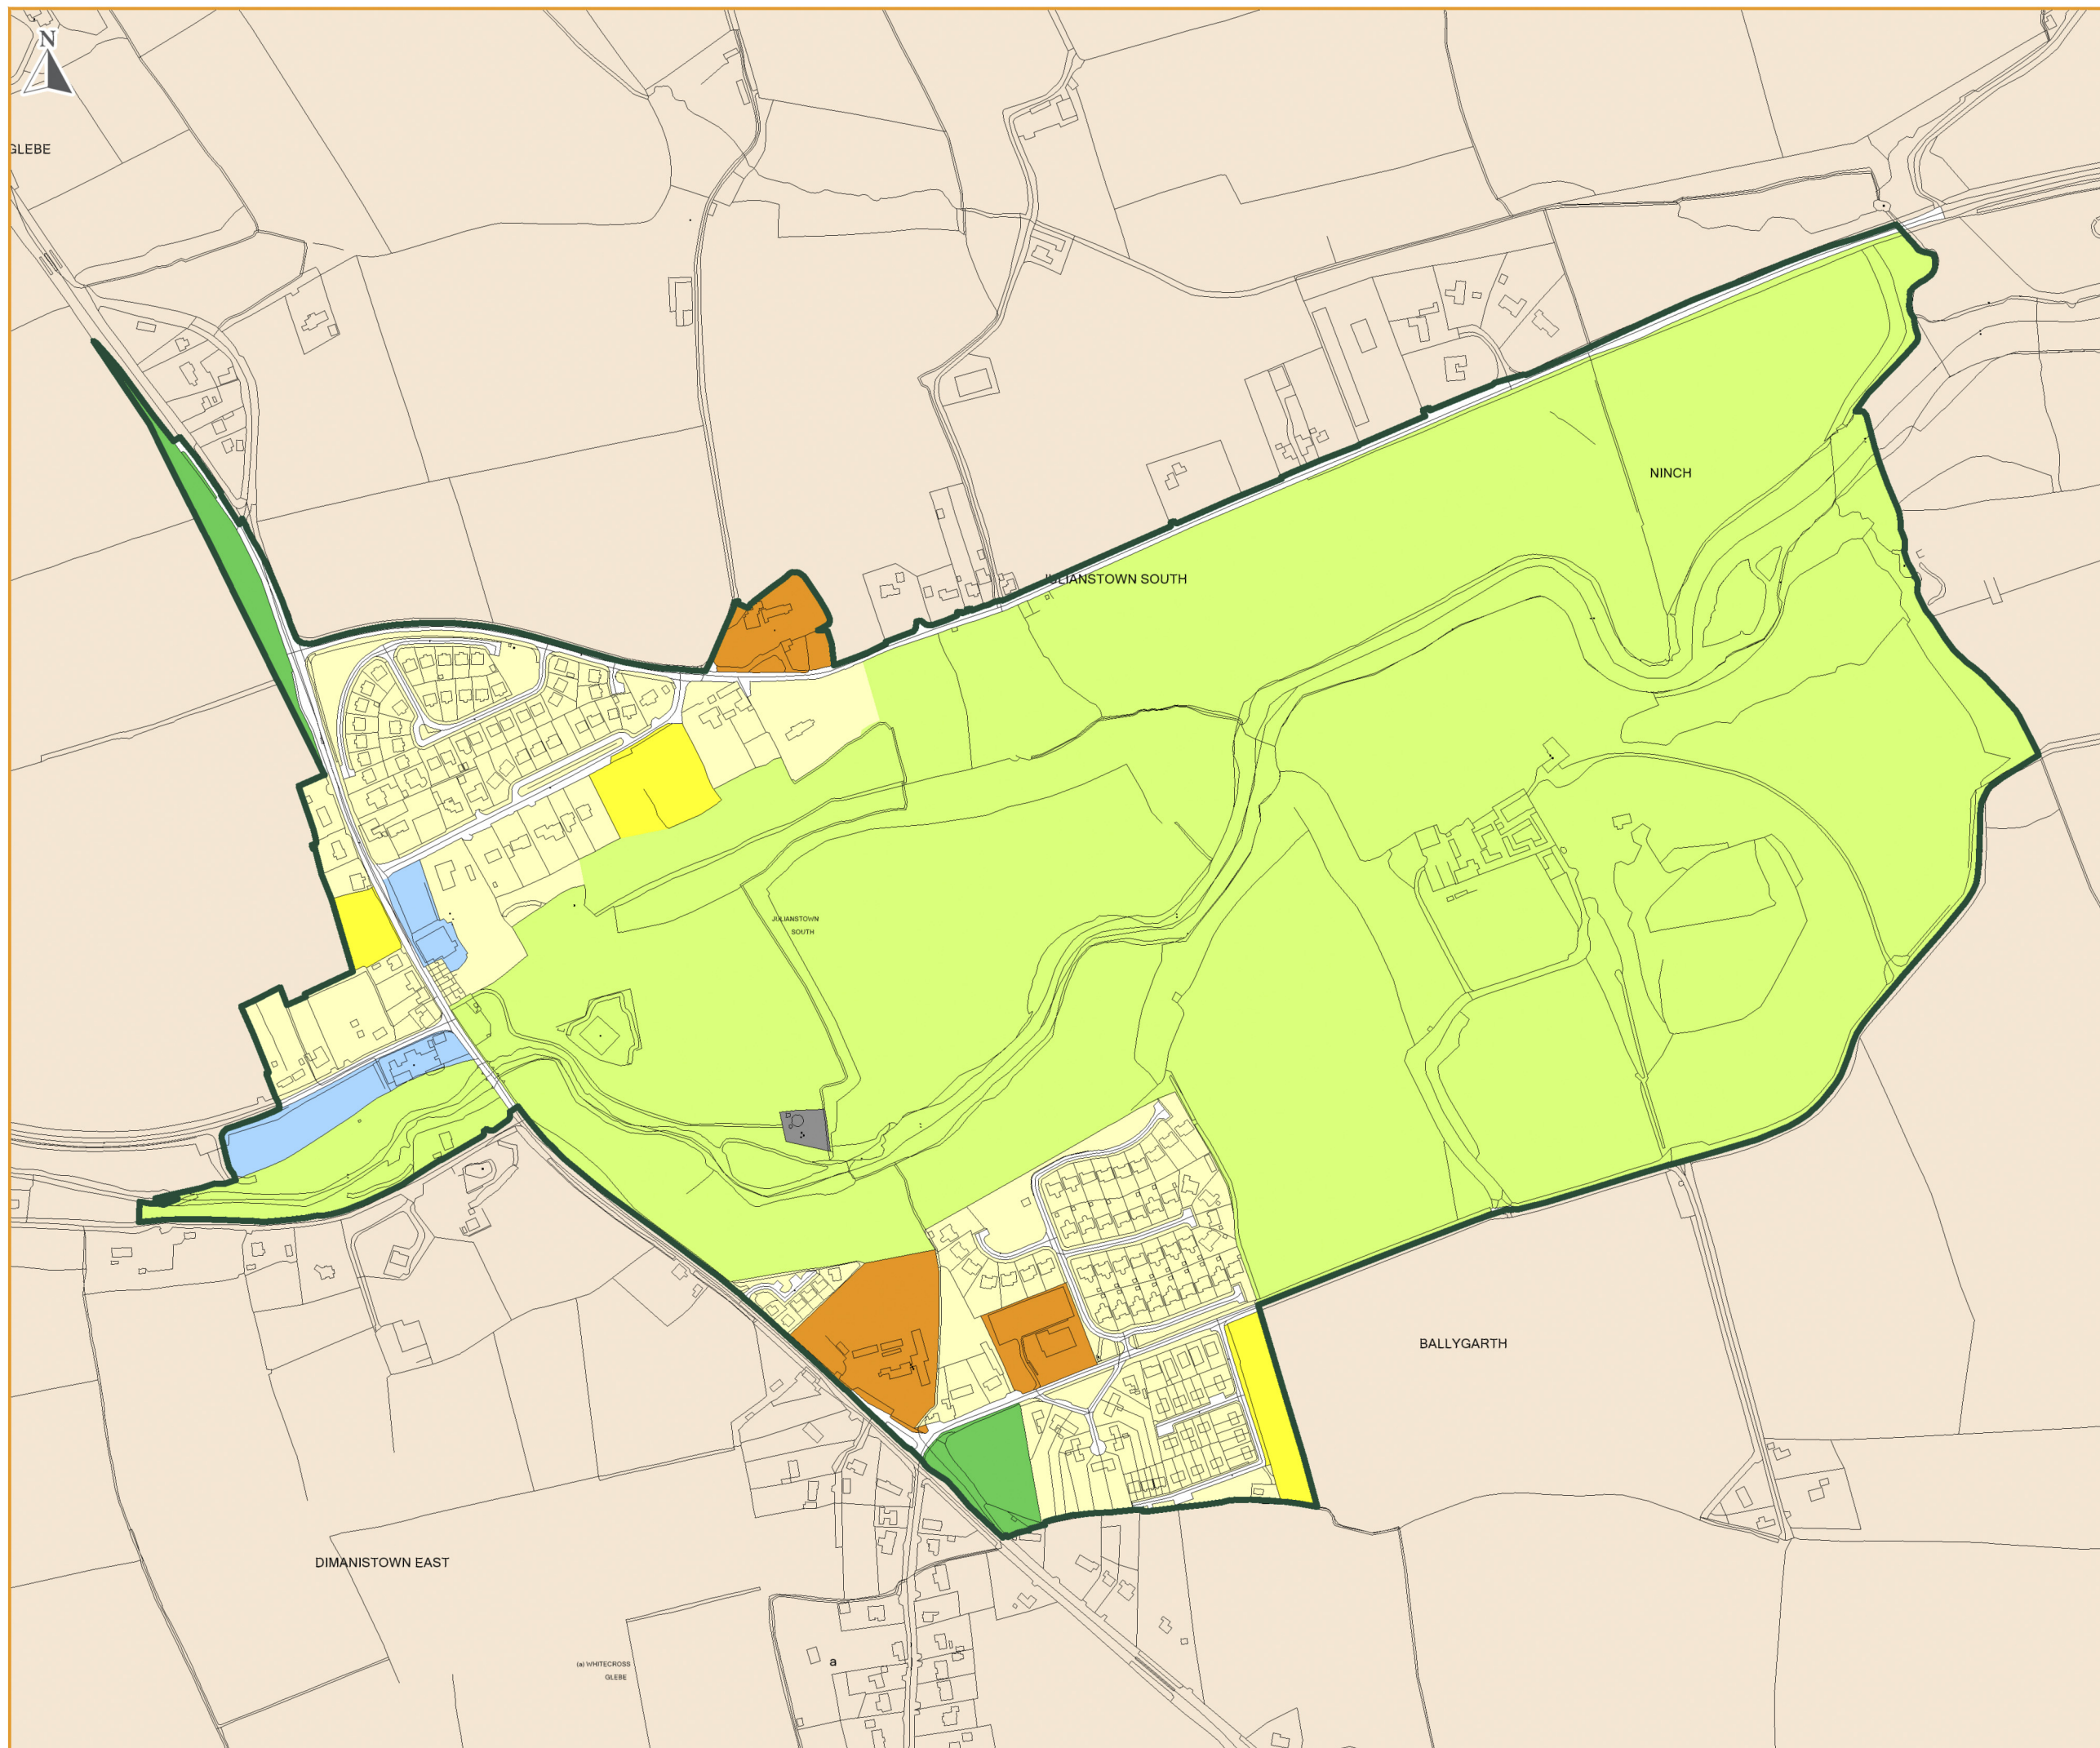 N
GLEBE
NINCH
JULIANSTOWN SOUTH
JULIANSTOWN
SOUTH
BALLYGARTH
DIMANISTOWN EAST
(a) WHITECROSS
GLEBE
a